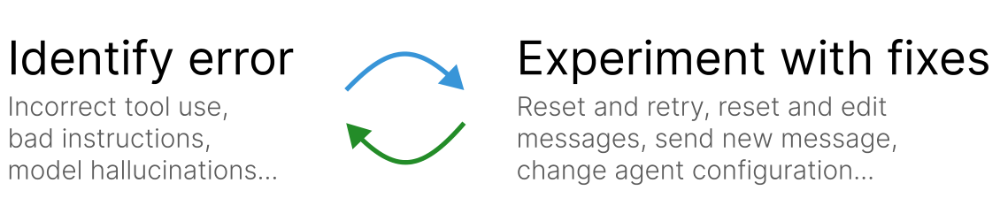 Identify error
Incorrect tool use,
bad instructions,
model hallucinations...
Experiment with fixes
Reset and retry, reset and edit
messages, send new message,
change agent configuration...